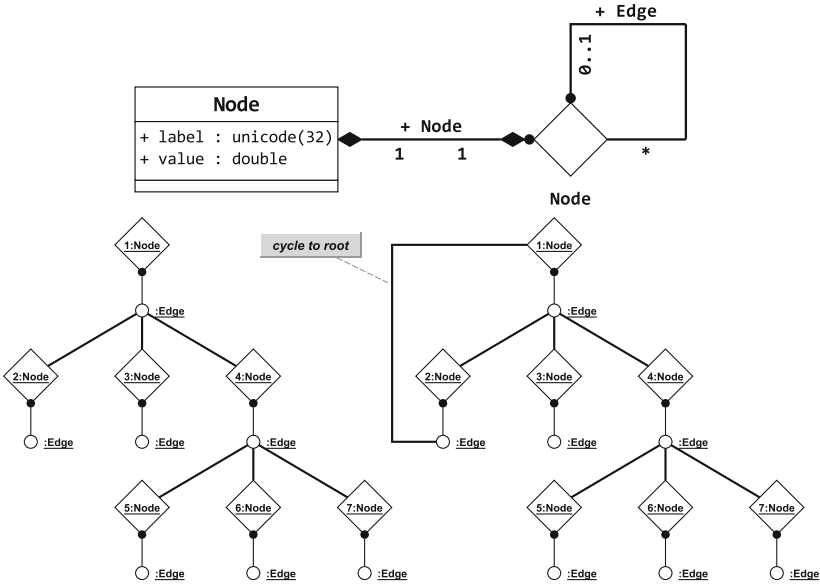 + Edge
0..1
Node
+ label : unicode(32)
+ value : double
+ Node
1 1
*
Node
1:Node
:Edge
2:Node 3:Node 4:Node
:Edge :Edge :Edge
5:Node 6:Node 7:Node
:Edge :Edge :Edge
cycle to root
1:Node
:Edge
2:Node 3:Node 4:Node
:Edge :Edge :Edge
5:Node 6:Node 7:Node
:Edge :Edge :Edge